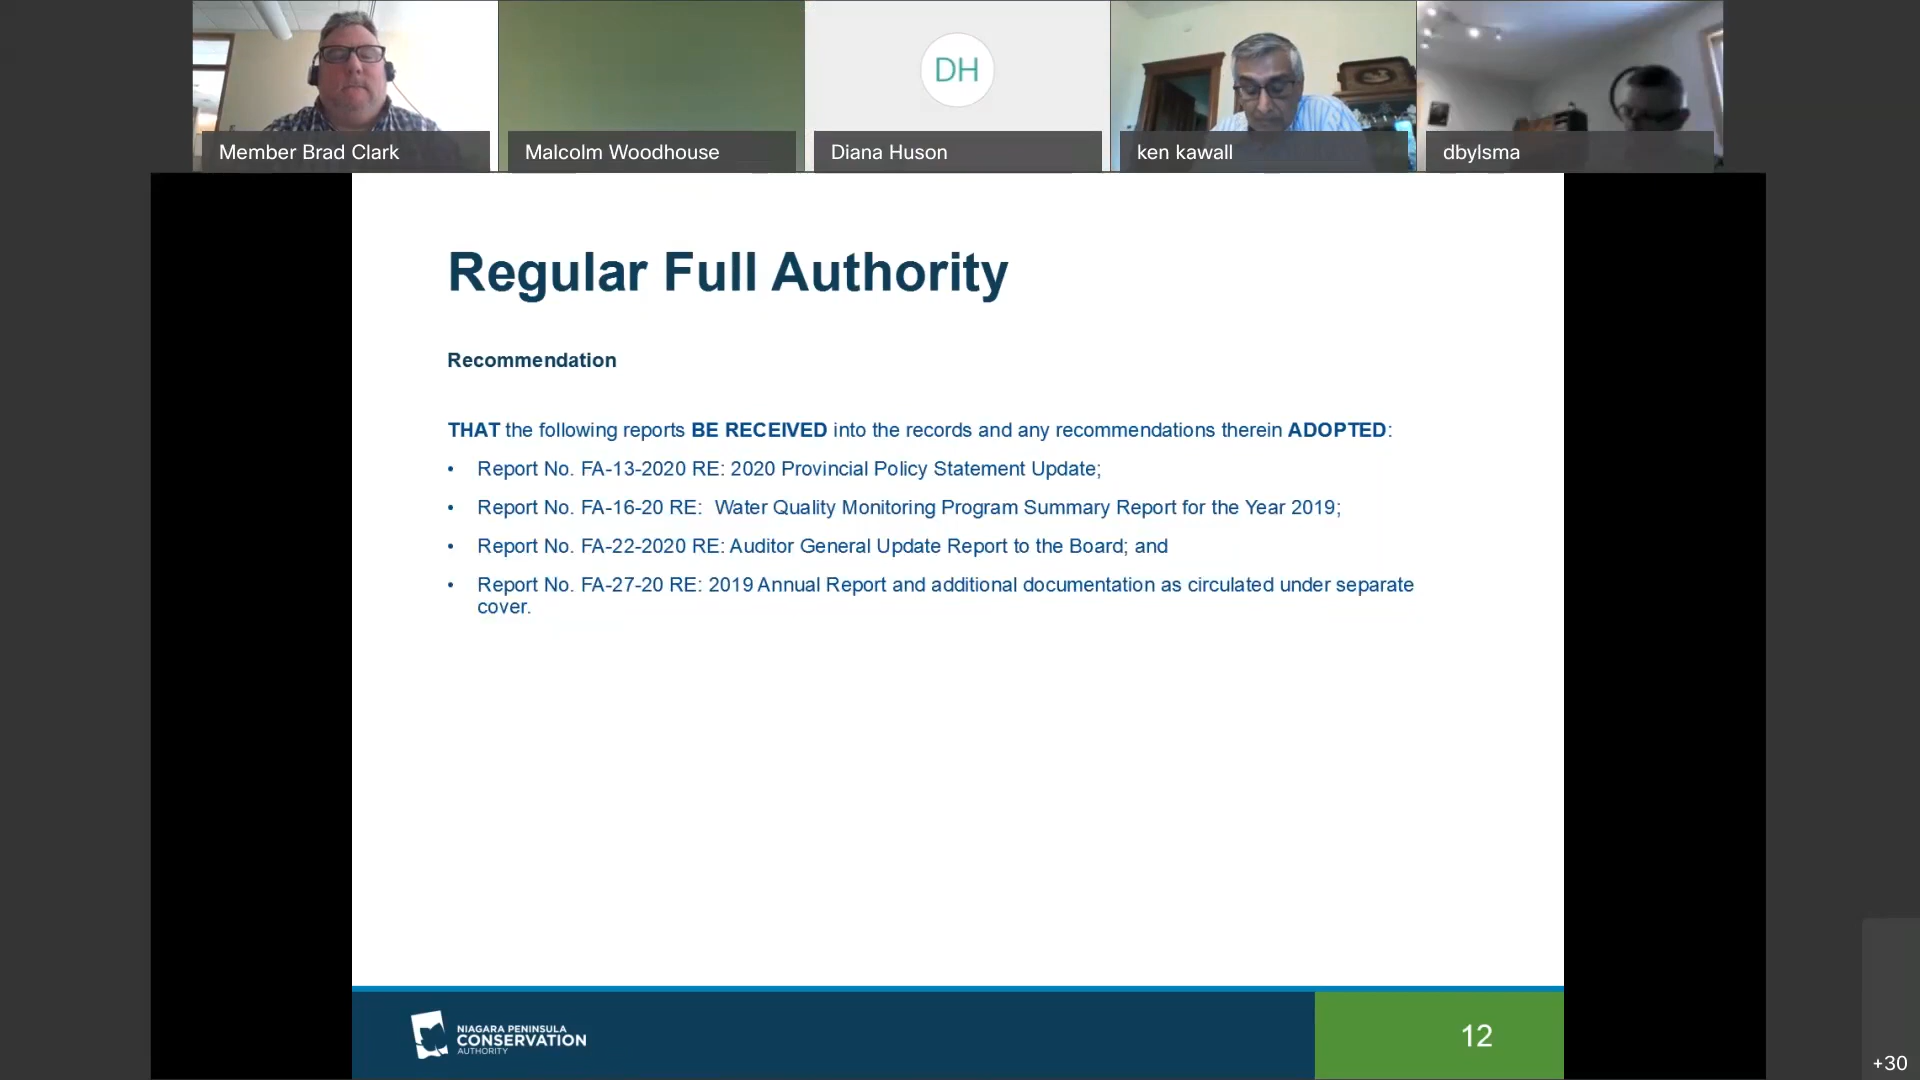 DH
Member Brad Clark
Malcolm Woodhouse
Diana Huson
ken kawall
dbylsma
Regular Full Authority
Recommendation
THAT the following reports BE RECEIVED into the records and any recommendations therein ADOPTED:
• Report No. FA-13-2020 RE: 2020 Provincial Policy Statement Update;
• Report No. FA-16-20 RE:  Water Quality Monitoring Program Summary Report for the Year 2019;
• Report No. FA-22-2020 RE: Auditor General Update Report to the Board; and
• Report No. FA-27-20 RE: 2019 Annual Report and additional documentation as circulated under separate
cover.
NIAGARA PENINSULA
CONSERVATION
AUTHORITY
12
+30